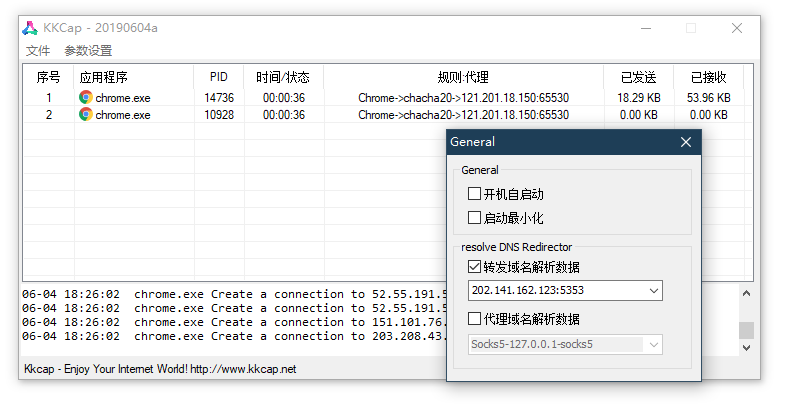 KKCap - 20190604a
文件 参数设置
序号 应用程序 PID 时间/状态 规则:代理 已发送 已接收
1 chrome.exe 14736 00:00:36 Chrome->chacha20->121.201.18.150:65530 18.29 KB 53.96 KB
2 chrome.exe 10928 00:00:36 Chrome->chacha20->121.201.18.150:65530 0.00 KB 0.00 KB
General
General
开机自启动
启动最小化
resolve DNS Redirector
转发域名解析数据
202.141.162.123:5353
代理域名解析数据
Socks5-127.0.0.1-socks5
06-04 18:26:02 chrome.exe Create a connection to 52.55.191.5
06-04 18:26:02 chrome.exe Create a connection to 52.55.191.5
06-04 18:26:02 chrome.exe Create a connection to 151.101.76.
06-04 18:26:02 chrome.exe Create a connection to 203.208.43.
Kkcap - Enjoy Your Internet World! http://www.kkcap.net